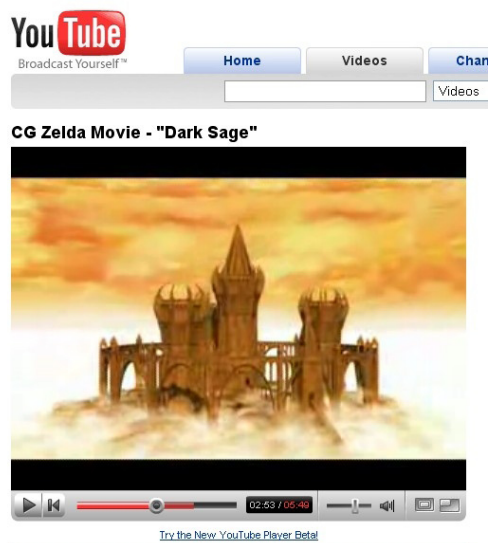 You Tube
Broadcast Yourself™
Home
Videos
Chan
Videos
CG Zelda Movie - "Dark Sage"
02:53 / 05:49
Try the New YouTube Player Beta!